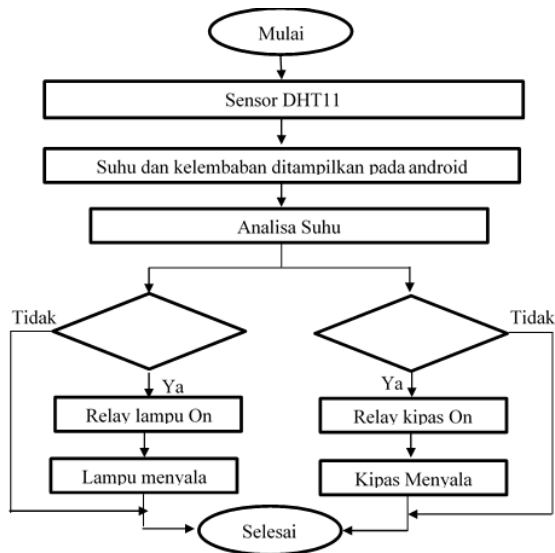 Mulai
Sensor DHT11
Suhu dan kelembaban ditampilkan pada android
Analisa Suhu
Tidak
Tidak
Ya
Ya
Relay lampu On
Relay kipas On
Lampu menyala
Kipas Menyala
Selesai